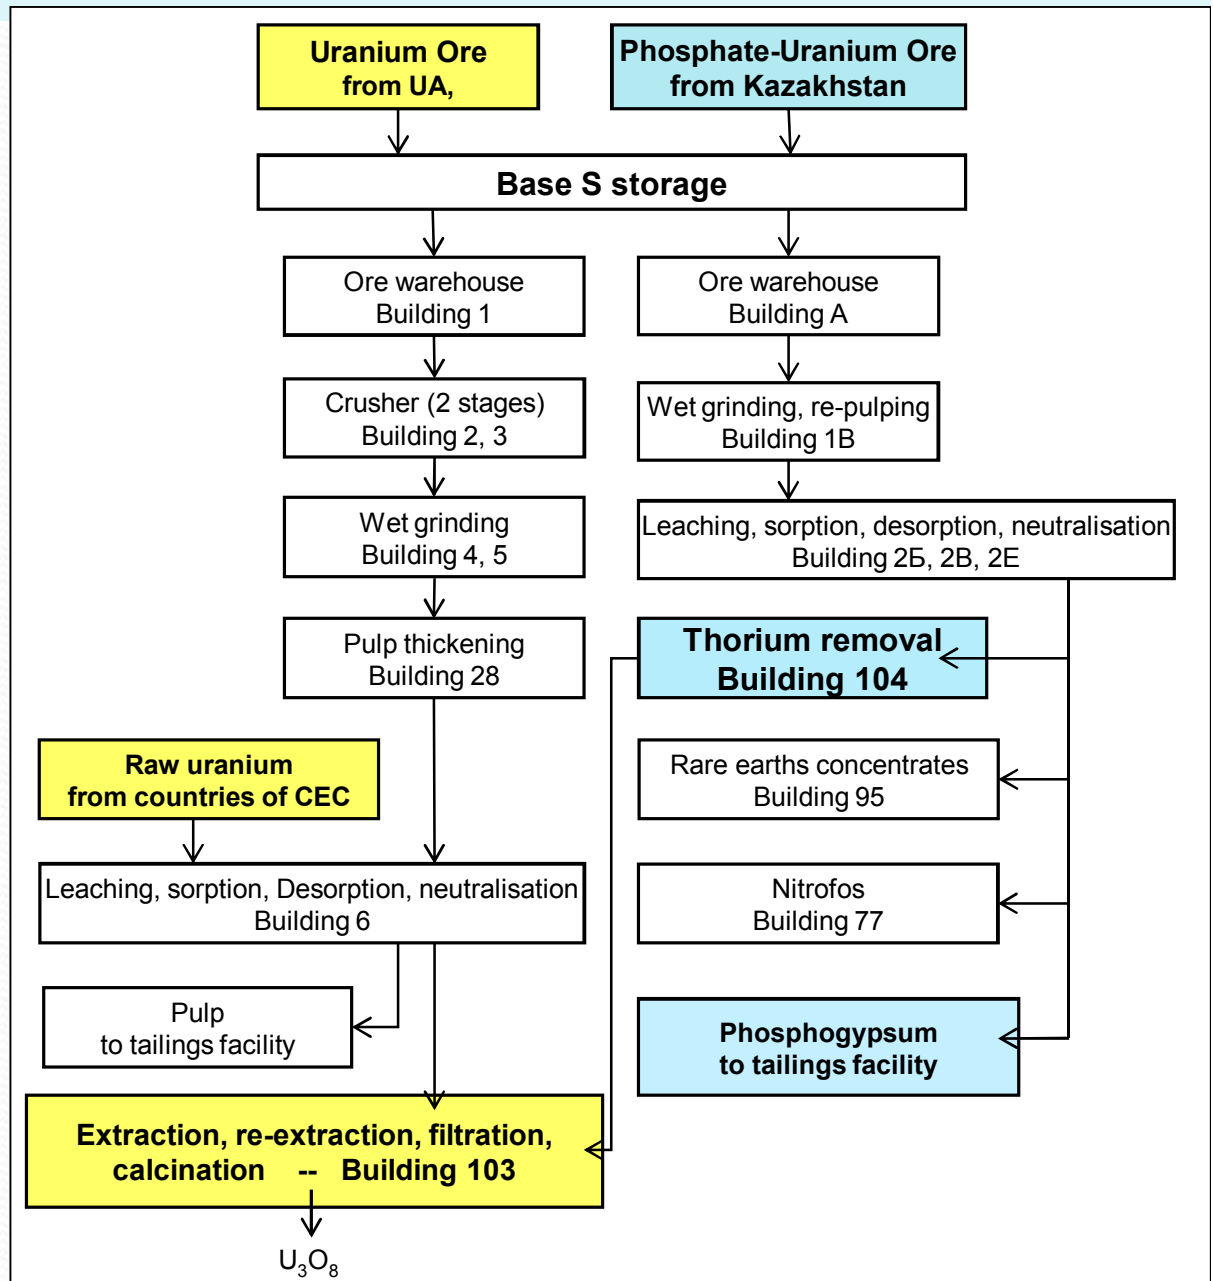 Uranium Ore
from UA,
Phosphate-Uranium Ore
from Kazakhstan
Base S storage
Ore warehouse
Building 1
Ore warehouse
Building A
Crusher (2 stages)
Building 2, 3
Wet grinding, re-pulping
Building 1B
Wet grinding
Building 4, 5
Leaching, sorption, desorption, neutralisation
Building 2Б, 2B, 2E
Pulp thickening
Building 28
Thorium removal
Building 104
Raw uranium
from countries of CEC
Rare earths concentrates
Building 95
Leaching, sorption, Desorption, neutralisation
Building 6
Nitrofos
Building 77
Pulp
to tailings facility
Phosphogypsum
to tailings facility
Extraction, re-extraction, filtration,
calcination -- Building 103
U₃O₈